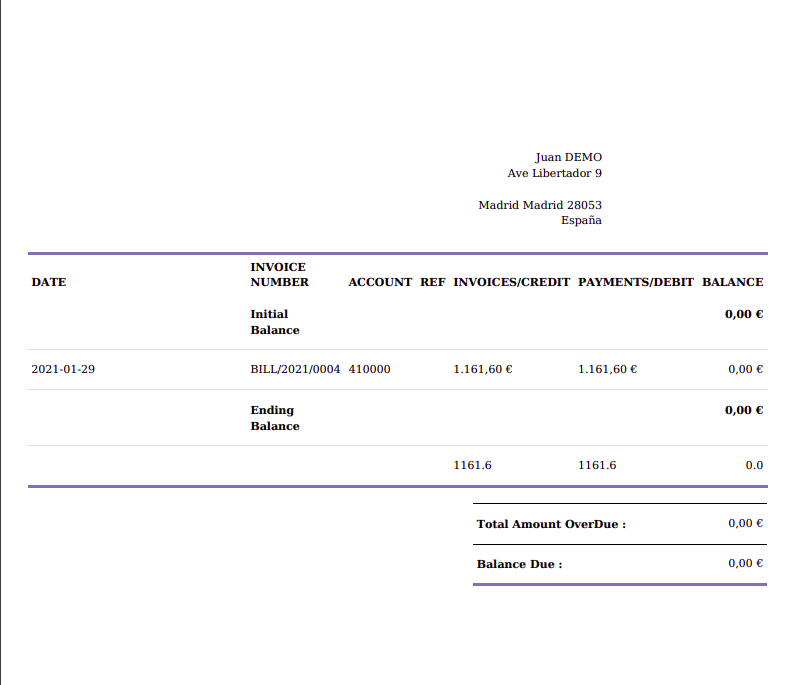 Juan DEMO
Ave Libertador 9
Madrid Madrid 28053
España
DATE INVOICE NUMBER ACCOUNT REF INVOICES/CREDIT PAYMENTS/DEBIT BALANCE
Initial Balance 0,00 €
2021-01-29 BILL/2021/0004 410000 1.161,60 € 1.161,60 € 0,00 €
Ending Balance 0,00 €
1161.6 1161.6 0.0
Total Amount OverDue : 0,00 €
Balance Due : 0,00 €